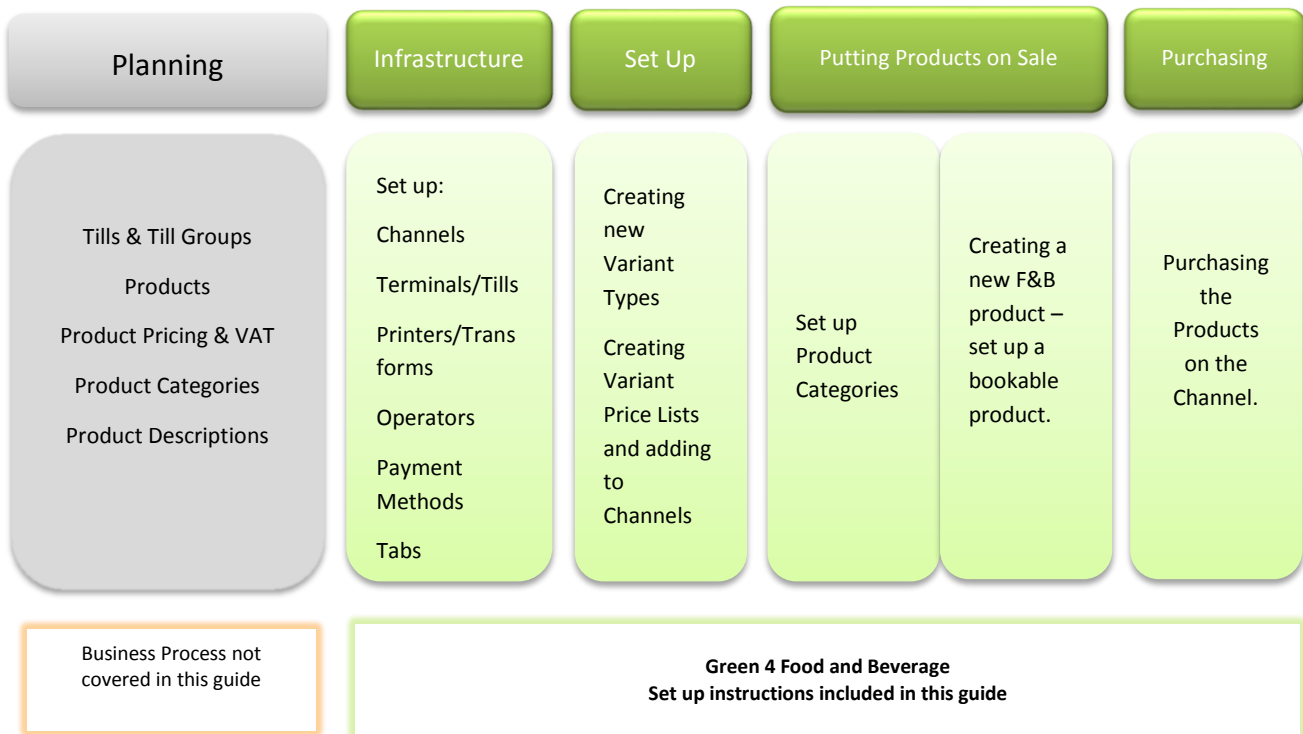 Planning
Infrastructure
Set Up
Putting Products on Sale
Purchasing
Tills & Till Groups
Products
Product Pricing & VAT
Product Categories
Product Descriptions
Set up:
Channels
Terminals/Tills
Printers/Trans
forms
Operators
Payment
Methods
Tabs
Creating
new
Variant
Types
Creating
Variant
Price Lists
and adding
to
Channels
Set up
Product
Categories
Creating a
new F&B
product –
set up a
bookable
product.
Purchasing
the
Products
on the
Channel.
Business Process not
covered in this guide
Green 4 Food and Beverage
Set up instructions included in this guide